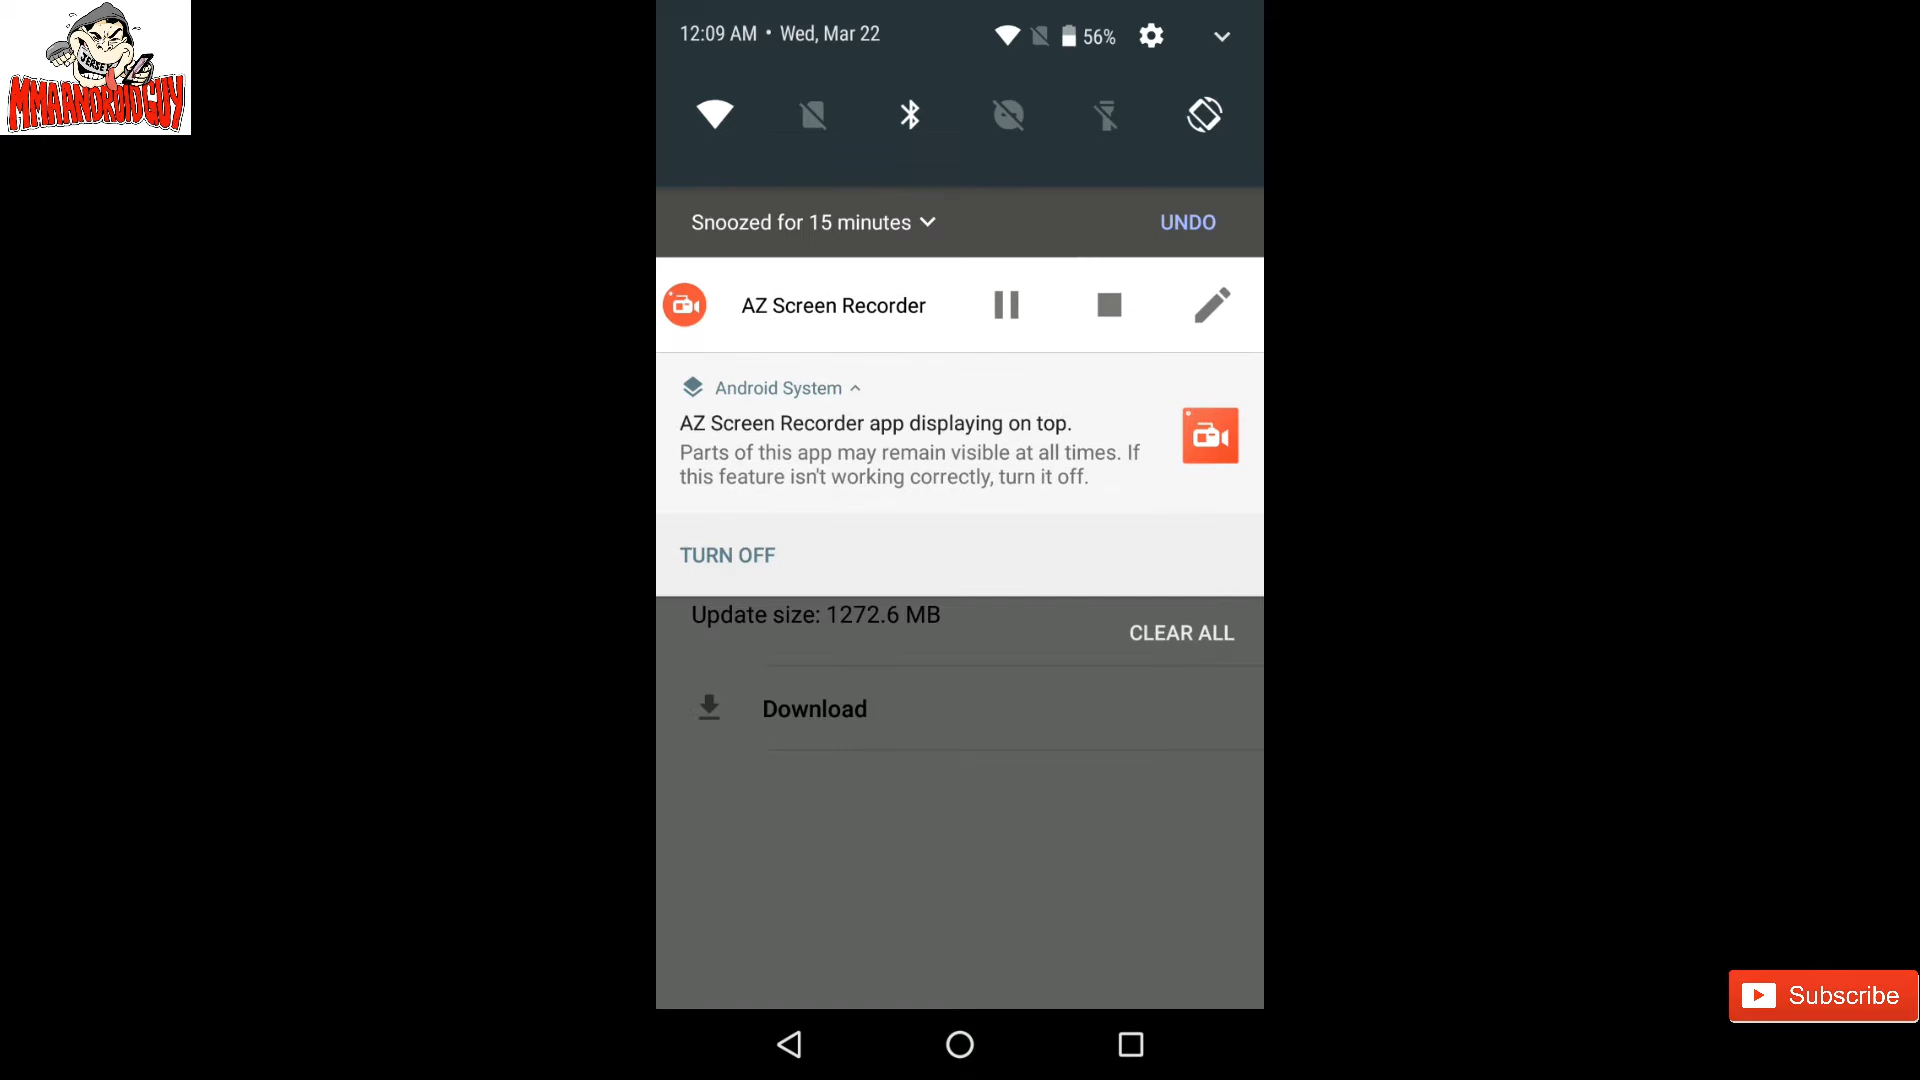 JERSEY
MMAANDROIDGUY
12:09 AM • Wed, Mar 22
56%
Snoozed for 15 minutes
UNDO
AZ Screen Recorder
Android System
AZ Screen Recorder app displaying on top.
Parts of this app may remain visible at all times. If
this feature isn't working correctly, turn it off.
TURN OFF
Update size: 1272.6 MB
CLEAR ALL
Download
Subscribe